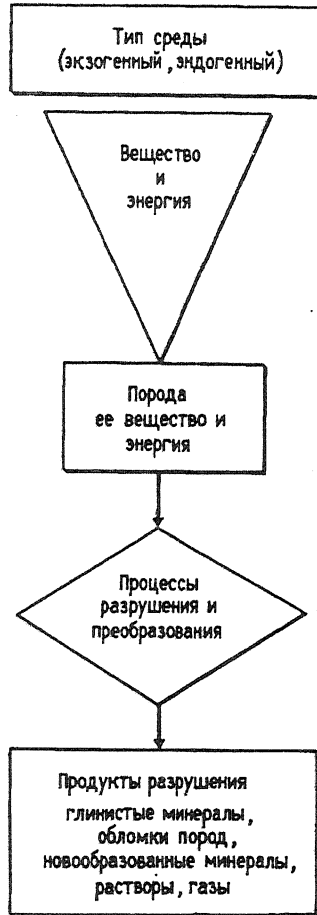 Тип среды
(экзогенный, эндогенный)
Вещество
и
энергия
Порода
ее вещество и
энергия
Процессы
разрушения и
преобразования
Продукты разрушения
глинистые минералы,
обломки пород,
новообразованные минералы,
растворы, газы